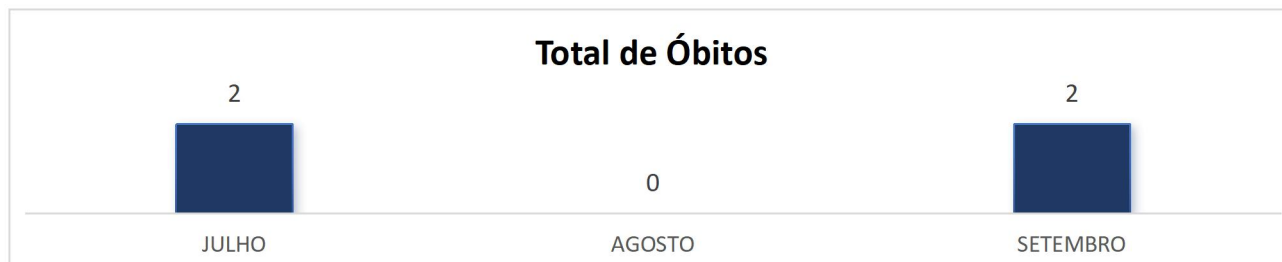 Total de Óbitos
2
2
0
JULHO
AGOSTO
SETEMBRO